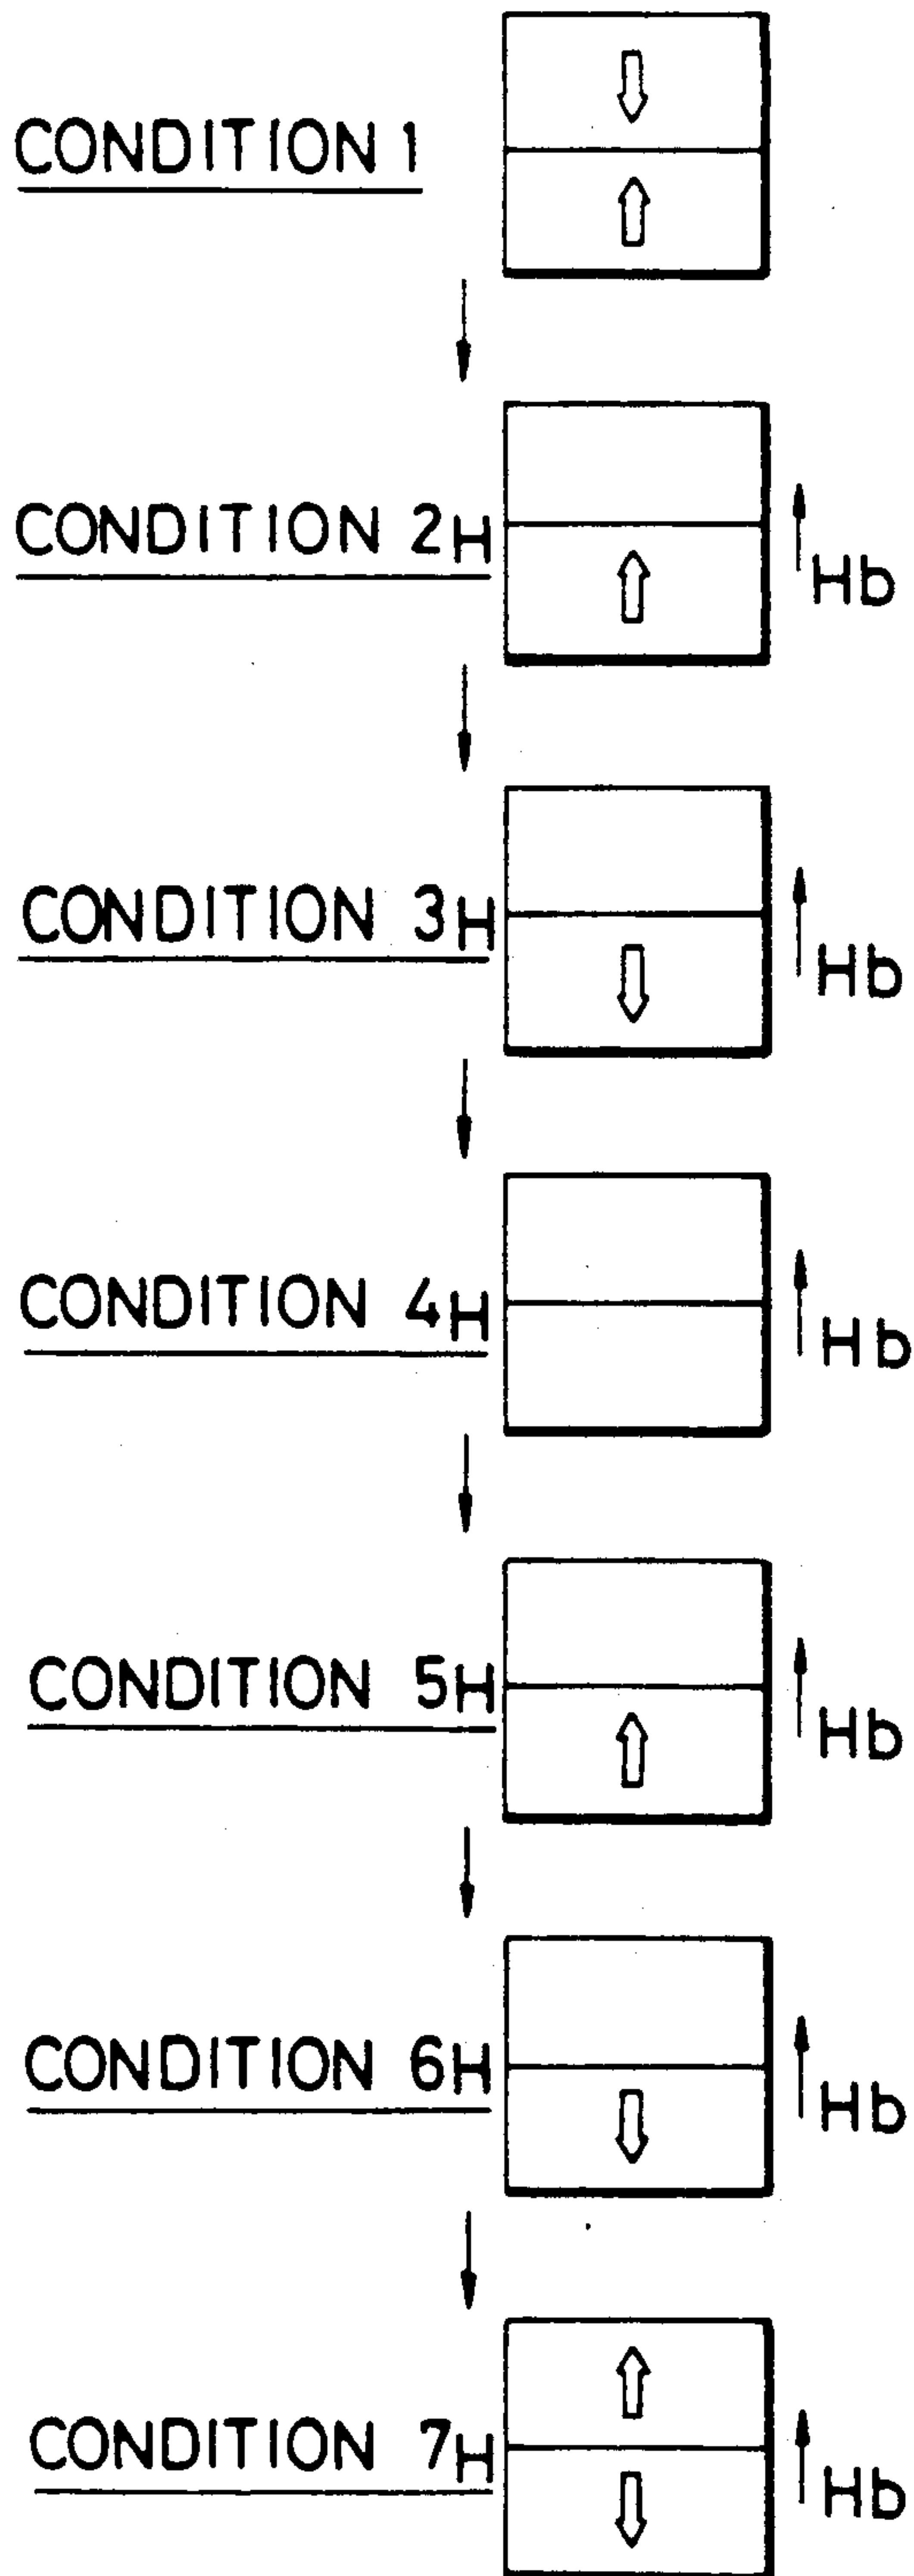 CONDITION 1
CONDITION 2H
Hb
CONDITION 3H
Hb
CONDITION 4H
Hb
CONDITION 5H
Hb
CONDITION 6H
Hb
CONDITION 7H
Hb